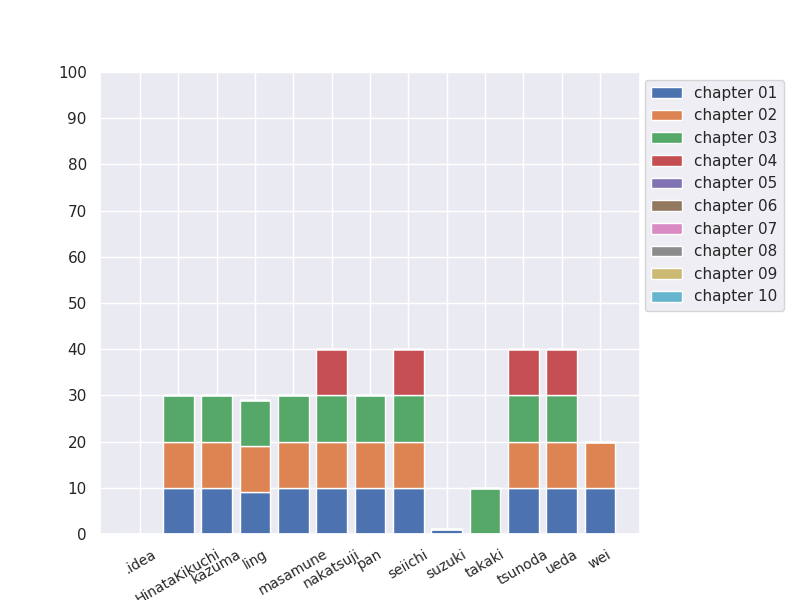 100
90
80
70
60
50
40
30
20
10
0
.idea
HinataKikuchi
kazuma
ling
masamune
nakatsuji
pan
seiichi
suzuki
takaki
tsunoda
ueda
wei
chapter 01
chapter 02
chapter 03
chapter 04
chapter 05
chapter 06
chapter 07
chapter 08
chapter 09
chapter 10